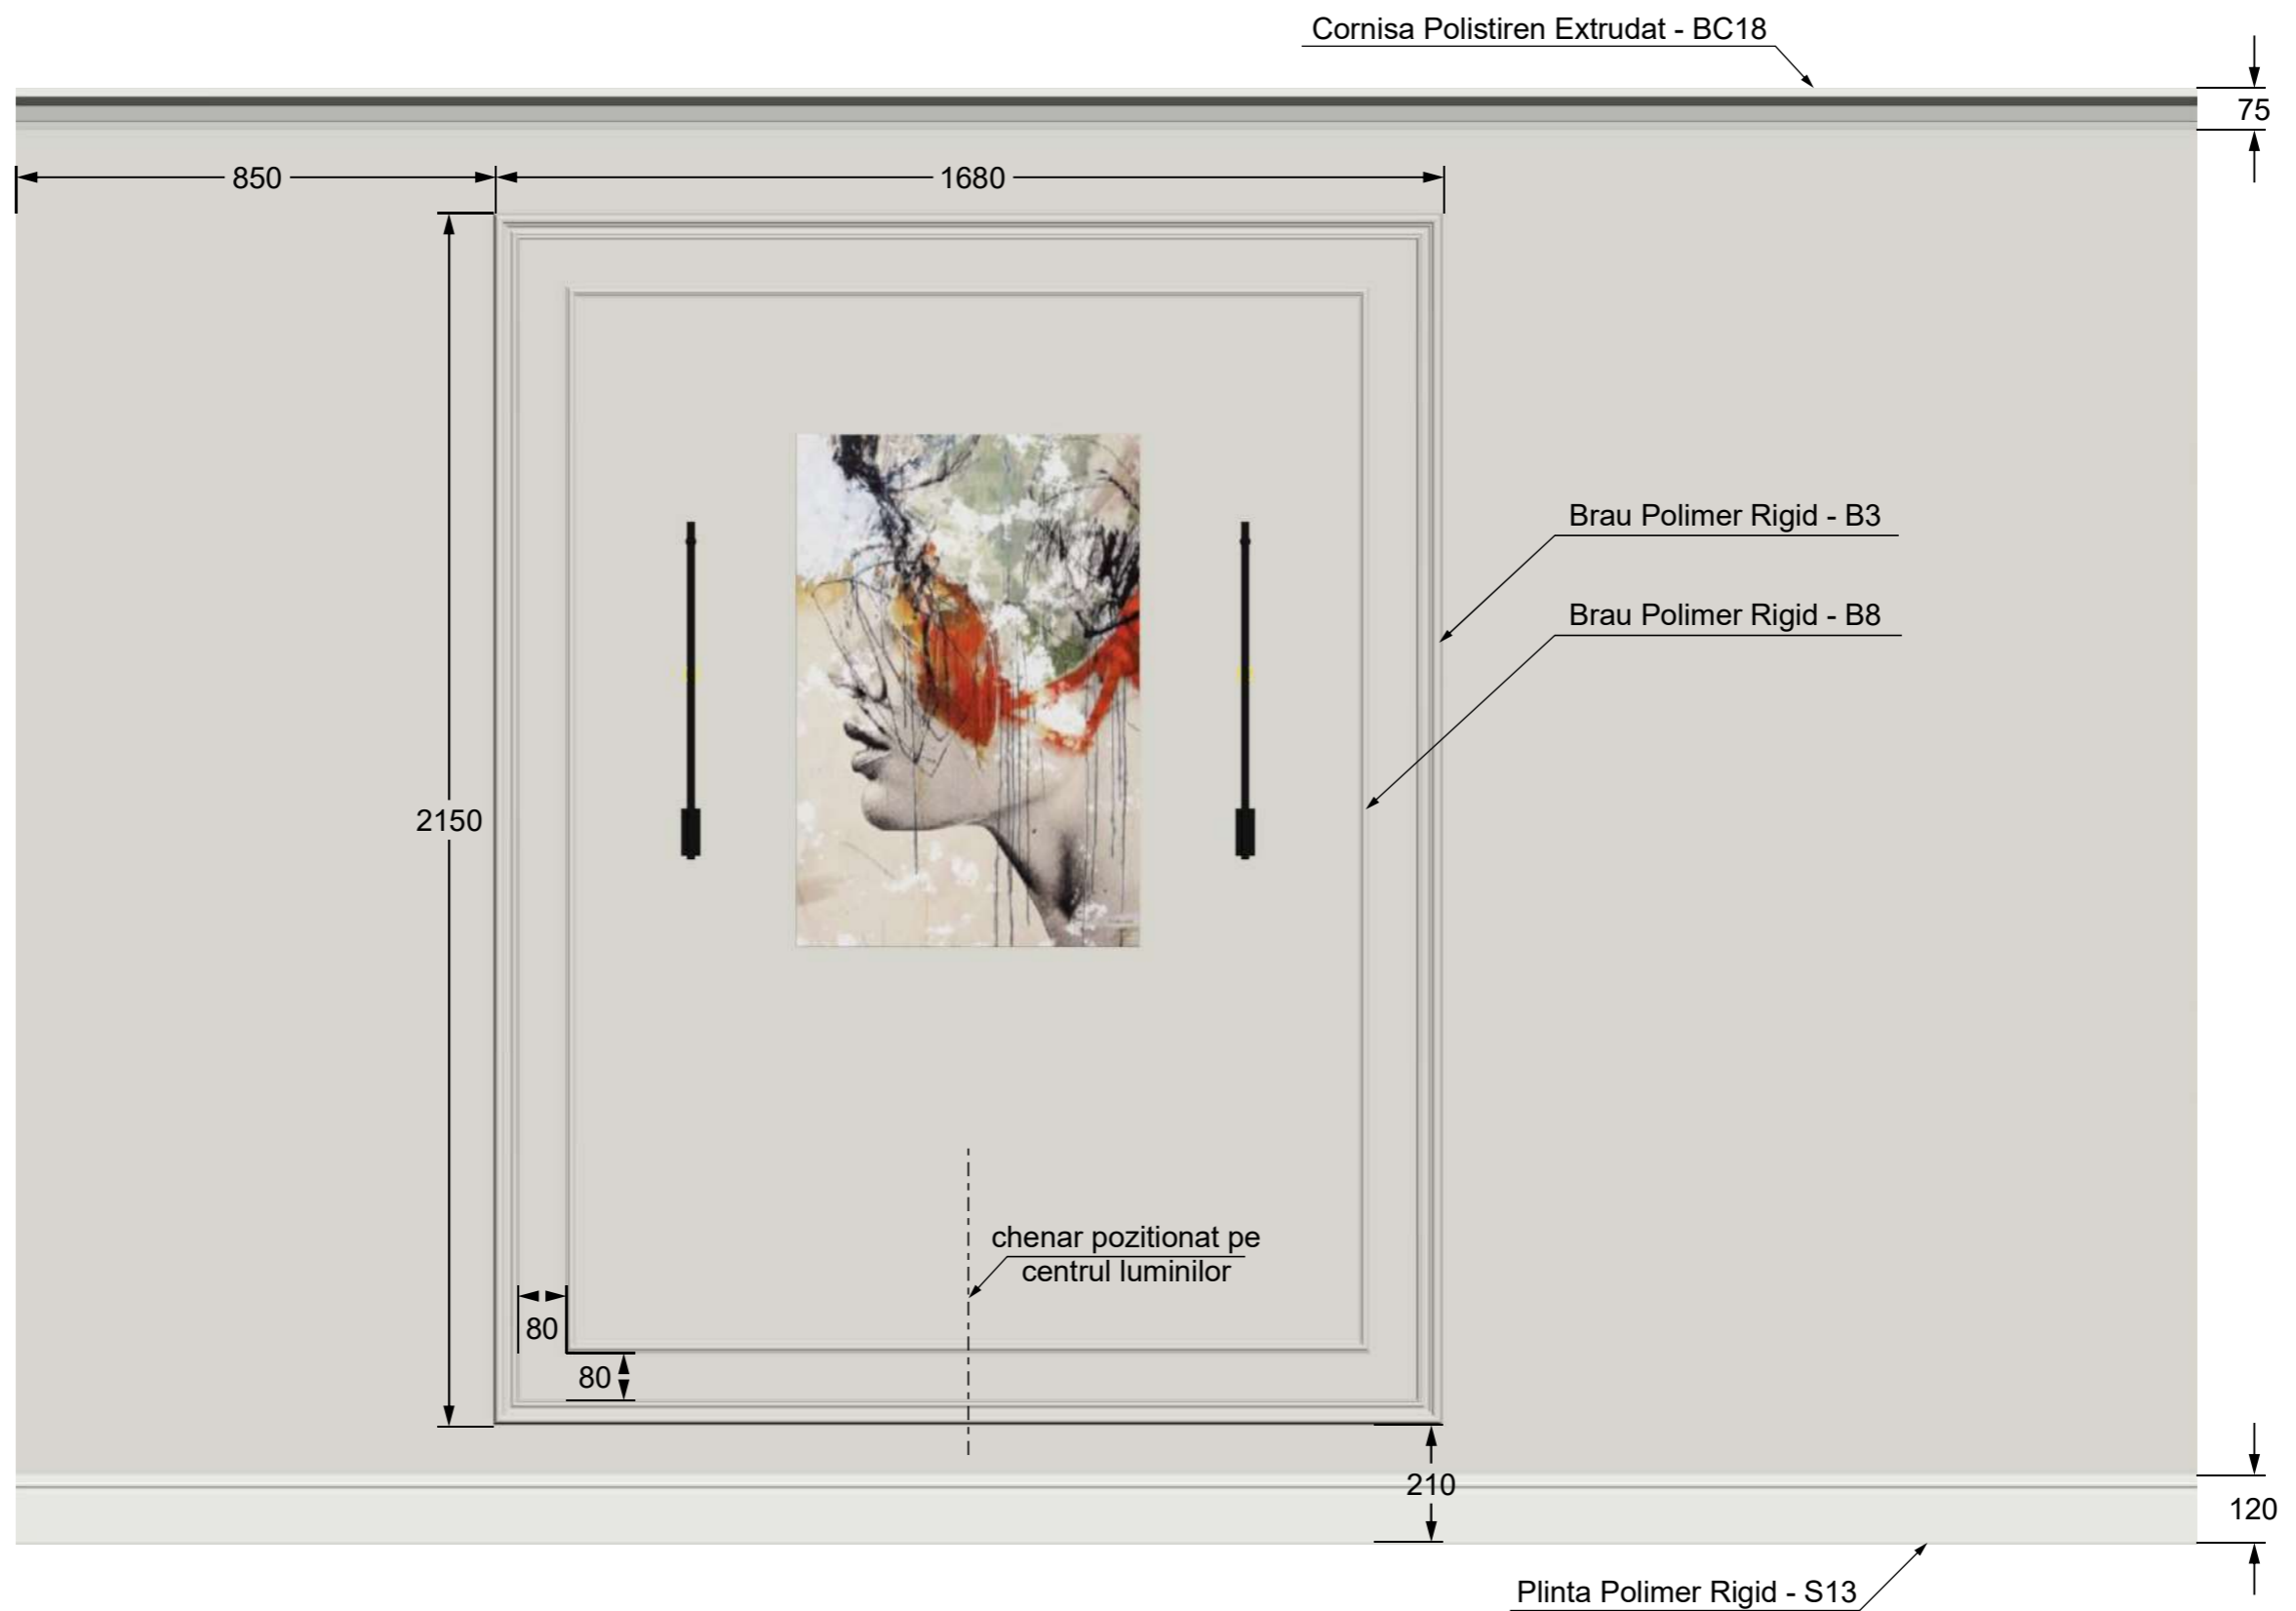 Cornisa Polistiren Extrudat - BC18
75
850
1680
Brau Polimer Rigid - B3
Brau Polimer Rigid - B8
2150
chenar pozitionat pe
centrul luminilor
80
80
210
120
Plinta Polimer Rigid - S13